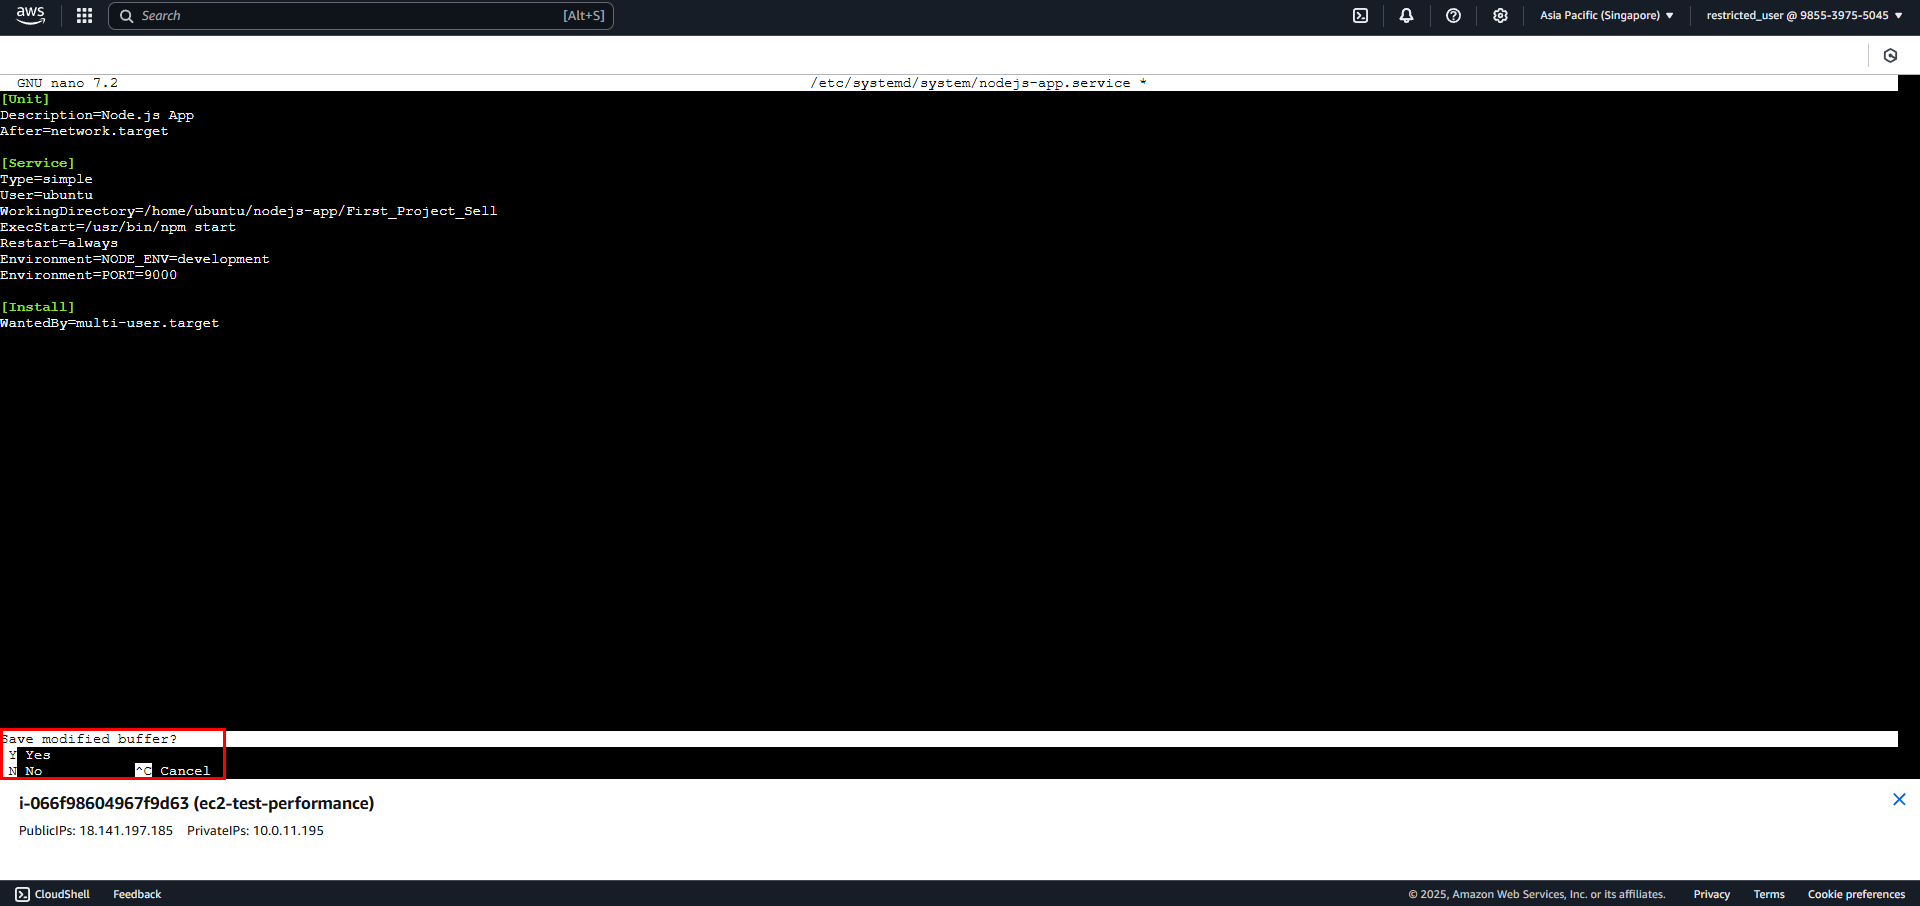 aws Search [Alt+S] Asia Pacific (Singapore) restricted_user @ 9855-3975-5045
GNU nano 7.2 /etc/systemd/system/nodejs-app.service *
[Unit]
Description=Node.js App
After=network.target
[Service]
Type=simple
User=ubuntu
WorkingDirectory=/home/ubuntu/nodejs-app/First_Project_Sell
ExecStart=/usr/bin/npm start
Restart=always
Environment=NODE_ENV=development
Environment=PORT=9000
[Install]
WantedBy=multi-user.target
Save modified buffer?
Y Yes
N No ^C Cancel
i-066f98604967f9d63 (ec2-test-performance)
PublicIPs: 18.141.197.185 PrivateIPs: 10.0.11.195
CloudShell Feedback © 2025, Amazon Web Services, Inc. or its affiliates. Privacy Terms Cookie preferences